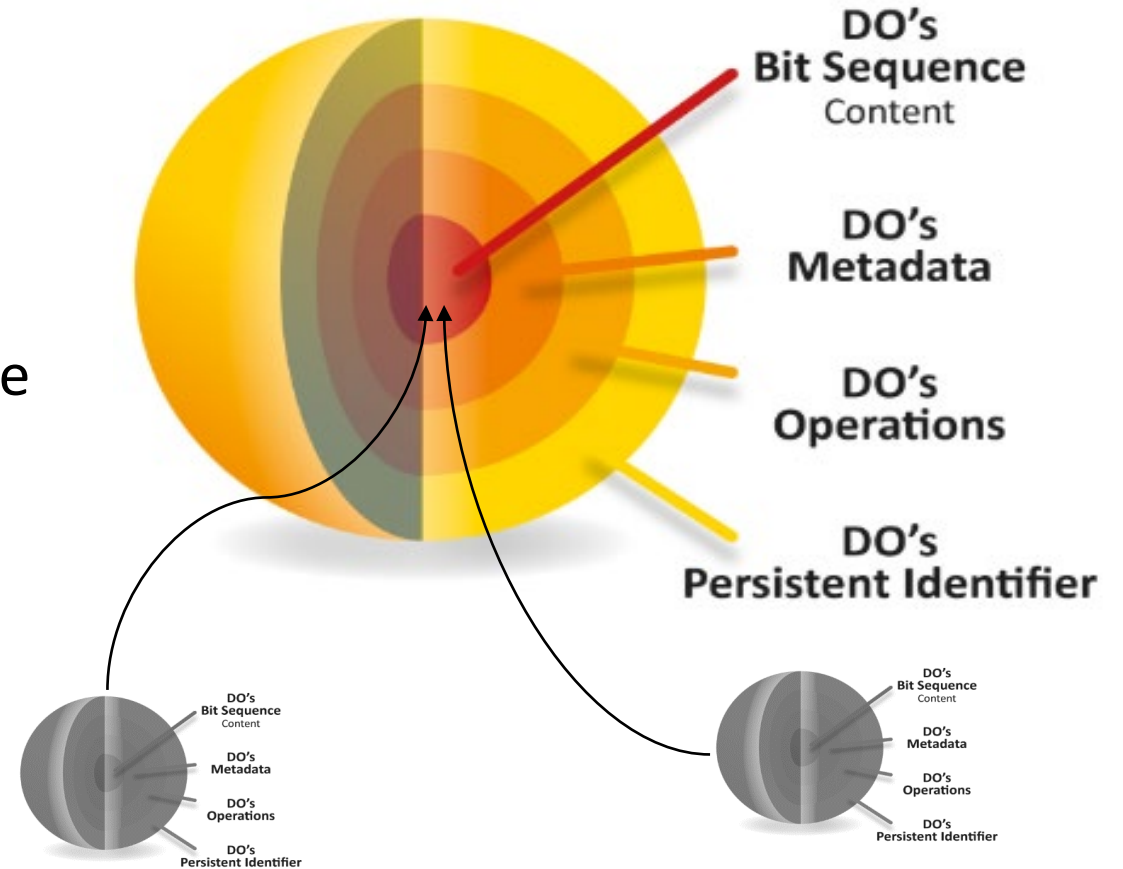 DO’s
Bit Sequence
Content
DO’s
Metadata
e
DO’s
Operations
DO’s
Persistent Identifier
DO’s
Bit Sequence
Content
DO’s
Metadata
DO’s
Operations
DO’s
Persistent Identifier
DO’s
Bit Sequence
Content
DO’s
Metadata
DO’s
Operations
DO’s
Persistent Identifier